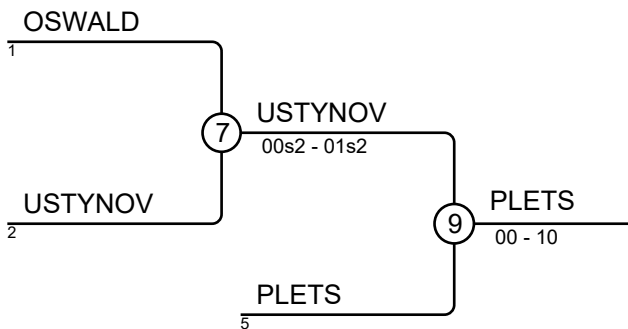 OSWALD
1
7
USTYNOV
00s2 - 01s2
USTYNOV
2
9
PLETS
00 - 10
PLETS
5